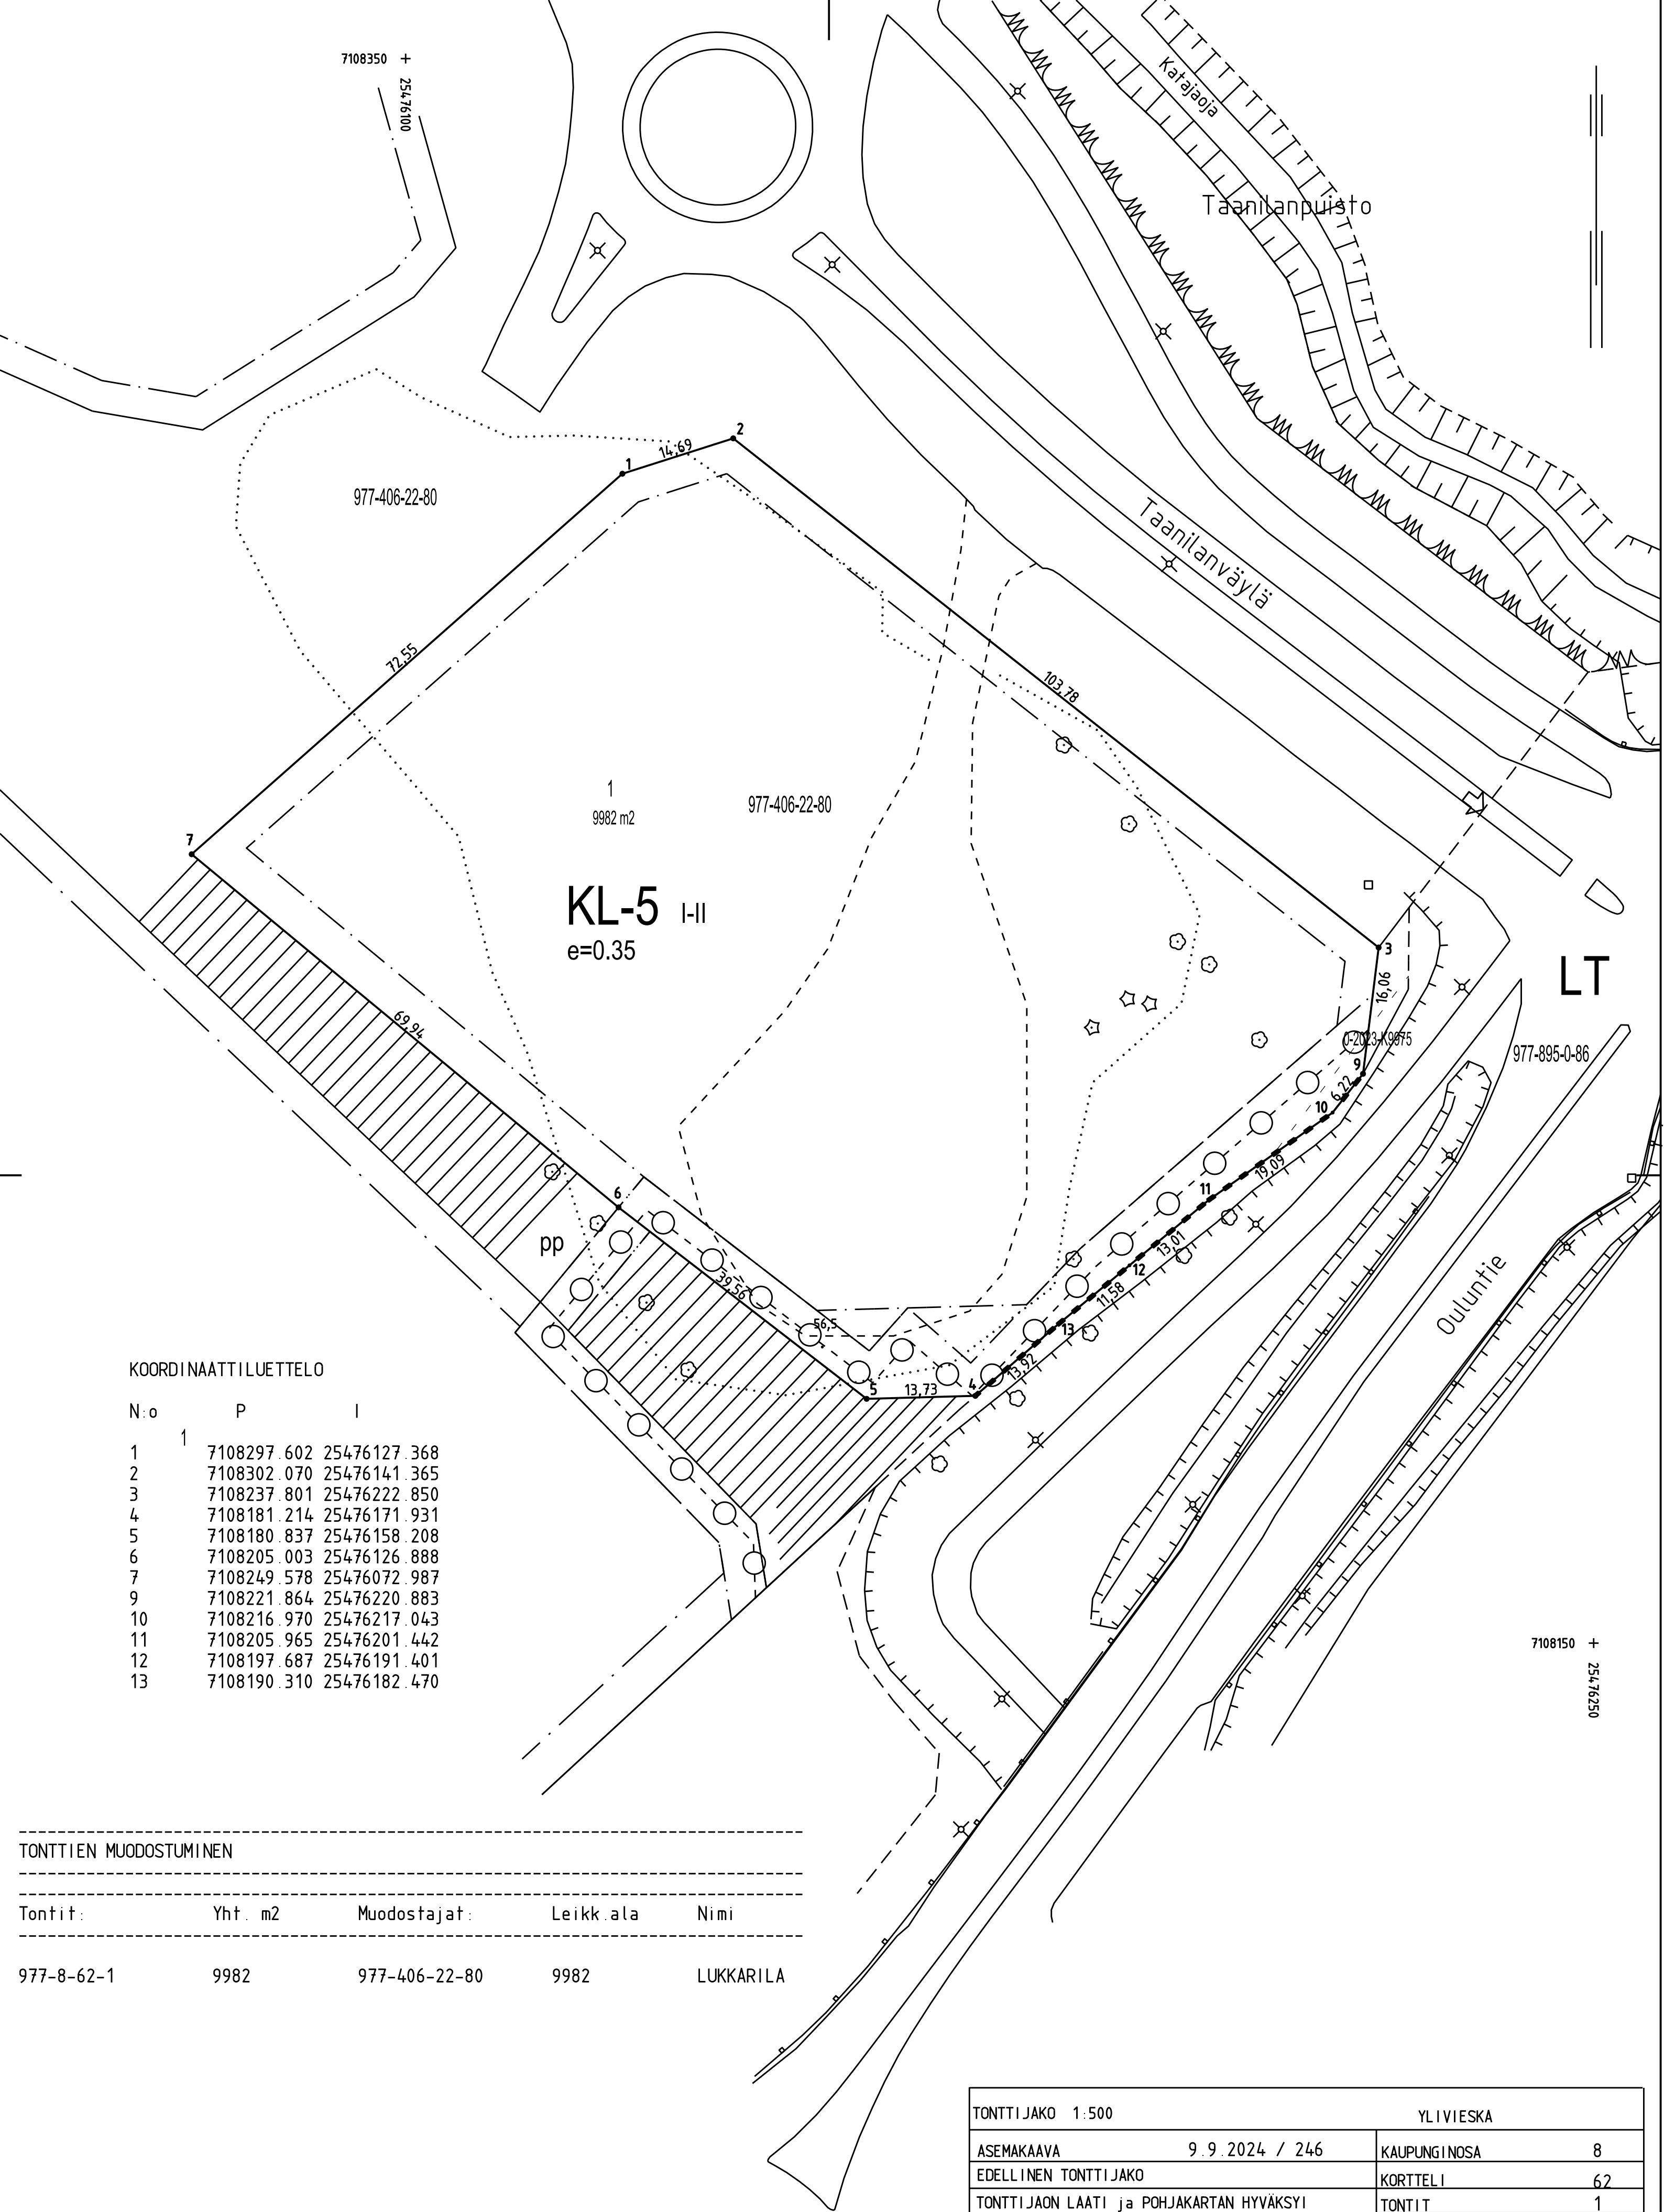 7108350
25476100
Katajaoja
Taanilanpuisto
2
14,69
1
977-406-22-80
Taanilanväylä
72,55
103,78
1
9982 m2
977-406-22-80
7
KL-5 I-II
e=0.35
3
16,06
LT
69,94
0-2023-K9075
977-895-0-86
9
6,22
10
19,09
11
6
13,01
pp
12
39,56
11,58
Ouluntie
56,5
13
13,92
5
13,73
4
KOORDINAATTILUETTELO
N:o P I
1
1 7108297.602 25476127.368
2 7108302.070 25476141.365
3 7108237.801 25476222.850
4 7108181.214 25476171.931
5 7108180.837 25476158.208
6 7108205.003 25476126.888
7 7108249.578 25476072.987
9 7108221.864 25476220.883
10 7108216.970 25476217.043
11 7108205.965 25476201.442
12 7108197.687 25476191.401
13 7108190.310 25476182.470
7108150
25476250
TONTTIEN MUODOSTUMINEN
Tontit: Yht. m2 Muodostajat: Leikk.ala Nimi
977-8-62-1 9982 977-406-22-80 9982 LUKKARILA
TONTTIJAKO 1:500 YLIVIESKA
ASEMAKAAVA 9.9.2024 / 246 KAUPUNGINOSA 8
EDELLINEN TONTTIJAKO KORTTELI 62
TONTTIJAON LAATI ja POHJAKARTAN HYVÄKSYI TONTIT 1